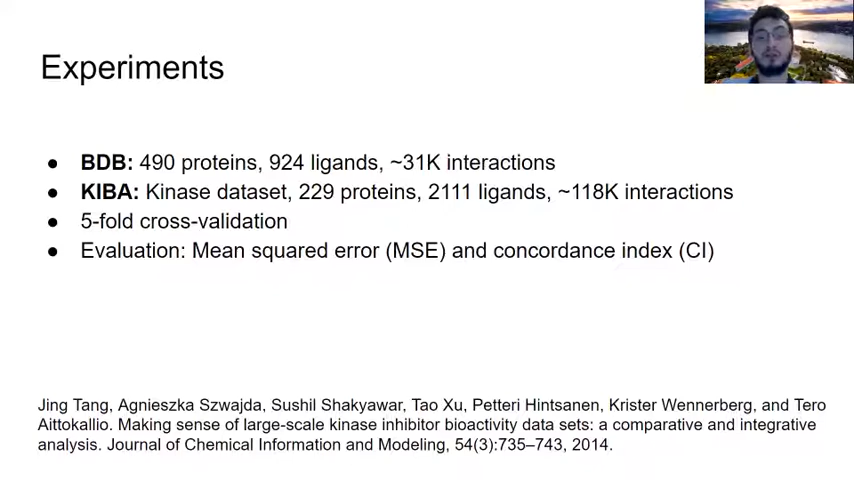 Experiments
● BDB: 490 proteins, 924 ligands, ~31K interactions
● KIBA: Kinase dataset, 229 proteins, 2111 ligands, ~118K interactions
● 5-fold cross-validation
● Evaluation: Mean squared error (MSE) and concordance index (CI)
Jing Tang, Agnieszka Szwajda, Sushil Shakyawar, Tao Xu, Petteri Hintsanen, Krister Wennerberg, and Tero
Aittokallio. Making sense of large-scale kinase inhibitor bioactivity data sets: a comparative and integrative
analysis. Journal of Chemical Information and Modeling, 54(3):735–743, 2014.